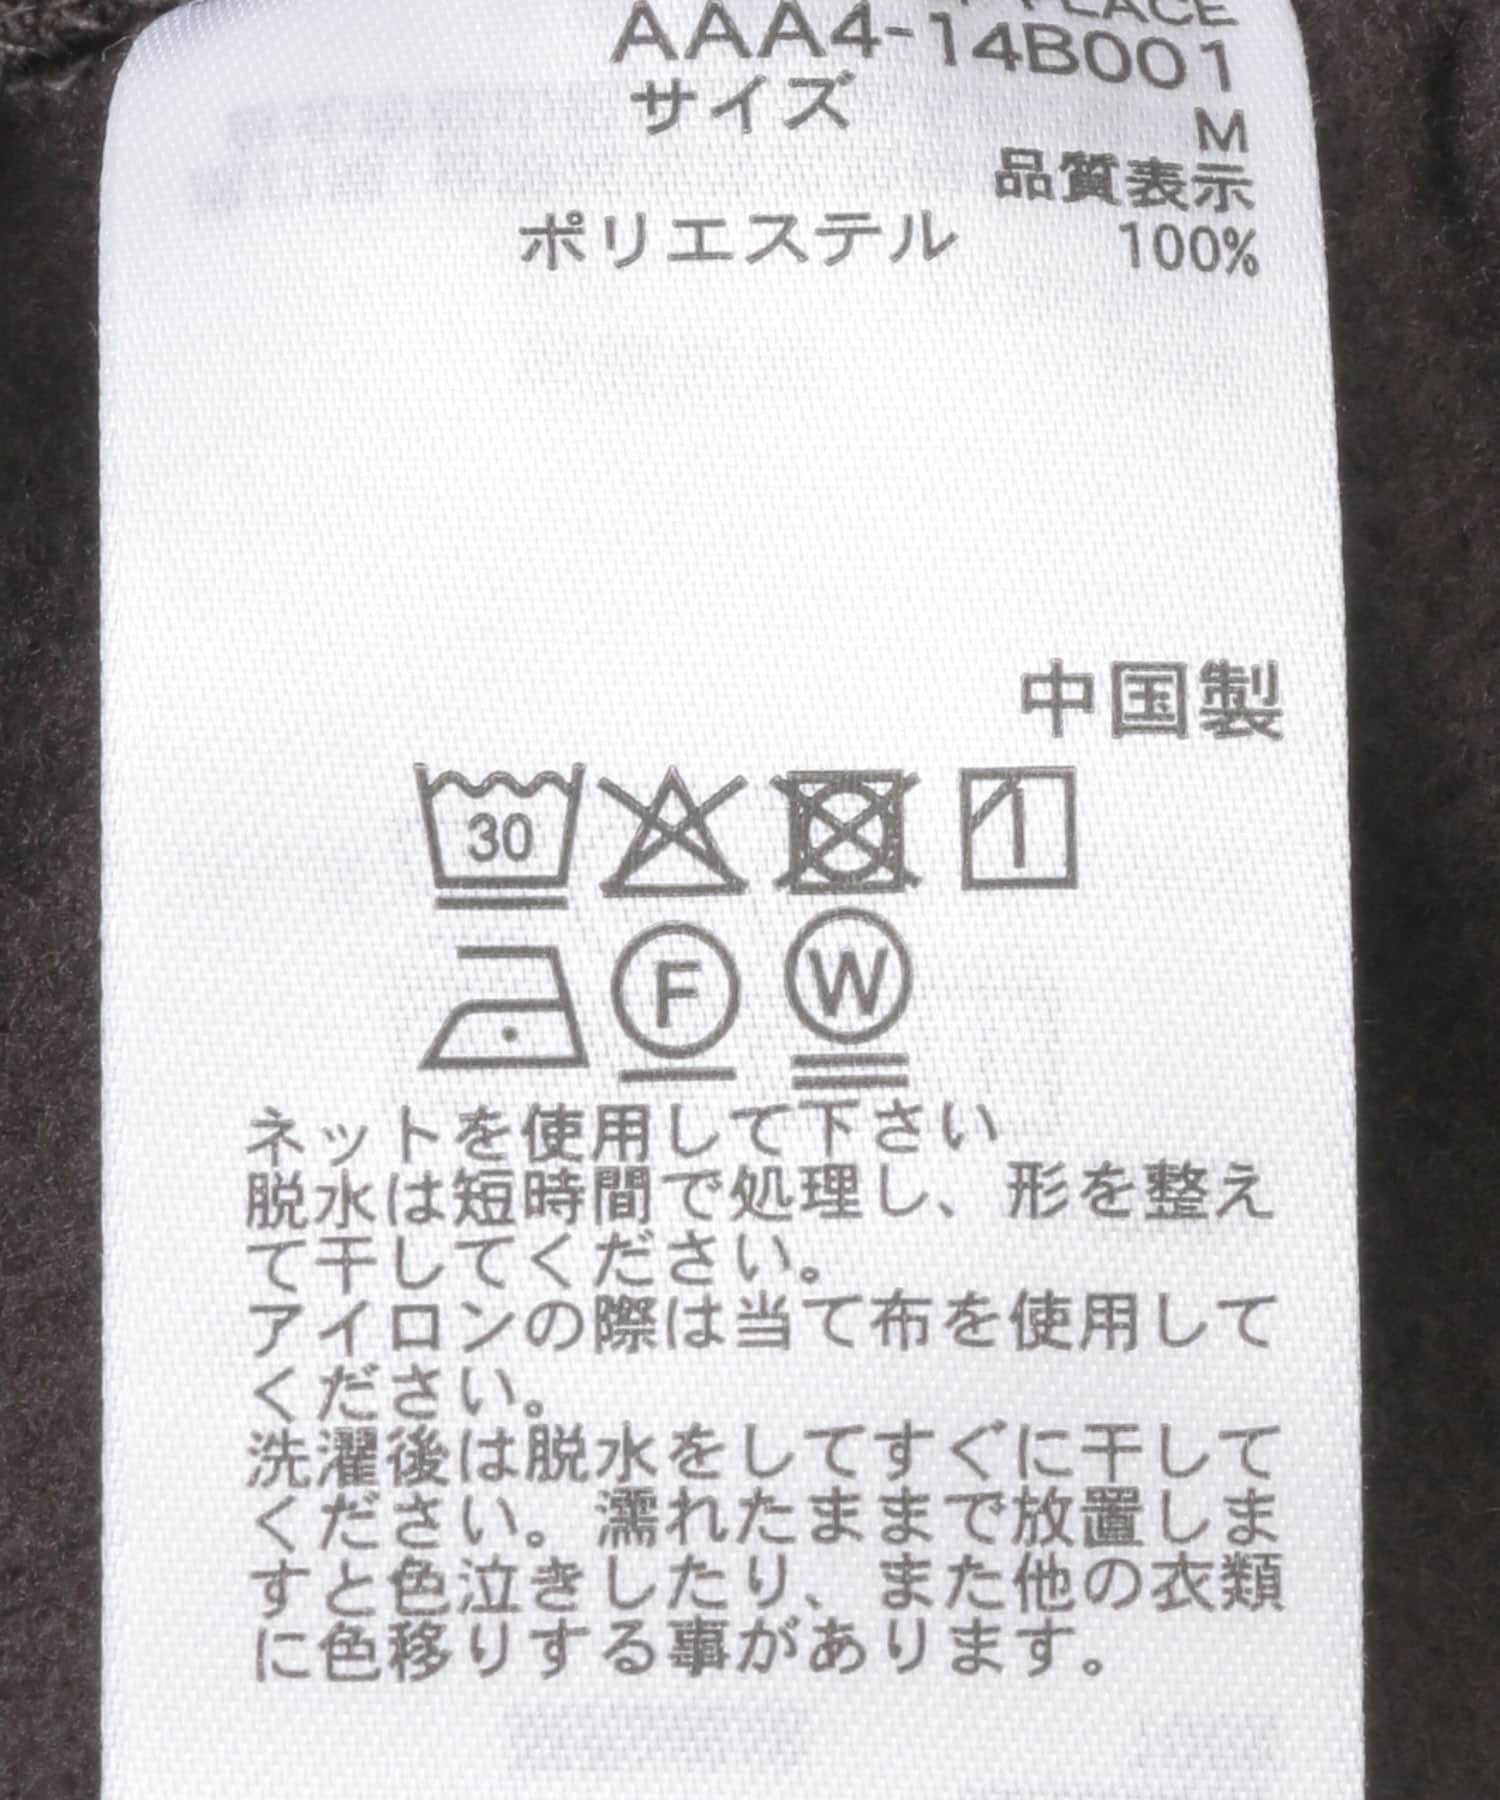 PLACE
AAA4-14B001
サイズ
M
品質表示
ポリエステル 100%
中国製
30
F W
ネットを使用して下さい
脱水は短時間で処理し、形を整え
て干してください。
アイロンの際は当て布を使用して
ください。
洗濯後は脱水をしてすぐに干して
ください。濡れたままで放置しま
すと色泣きしたり、また他の衣類
に色移りする事があります。